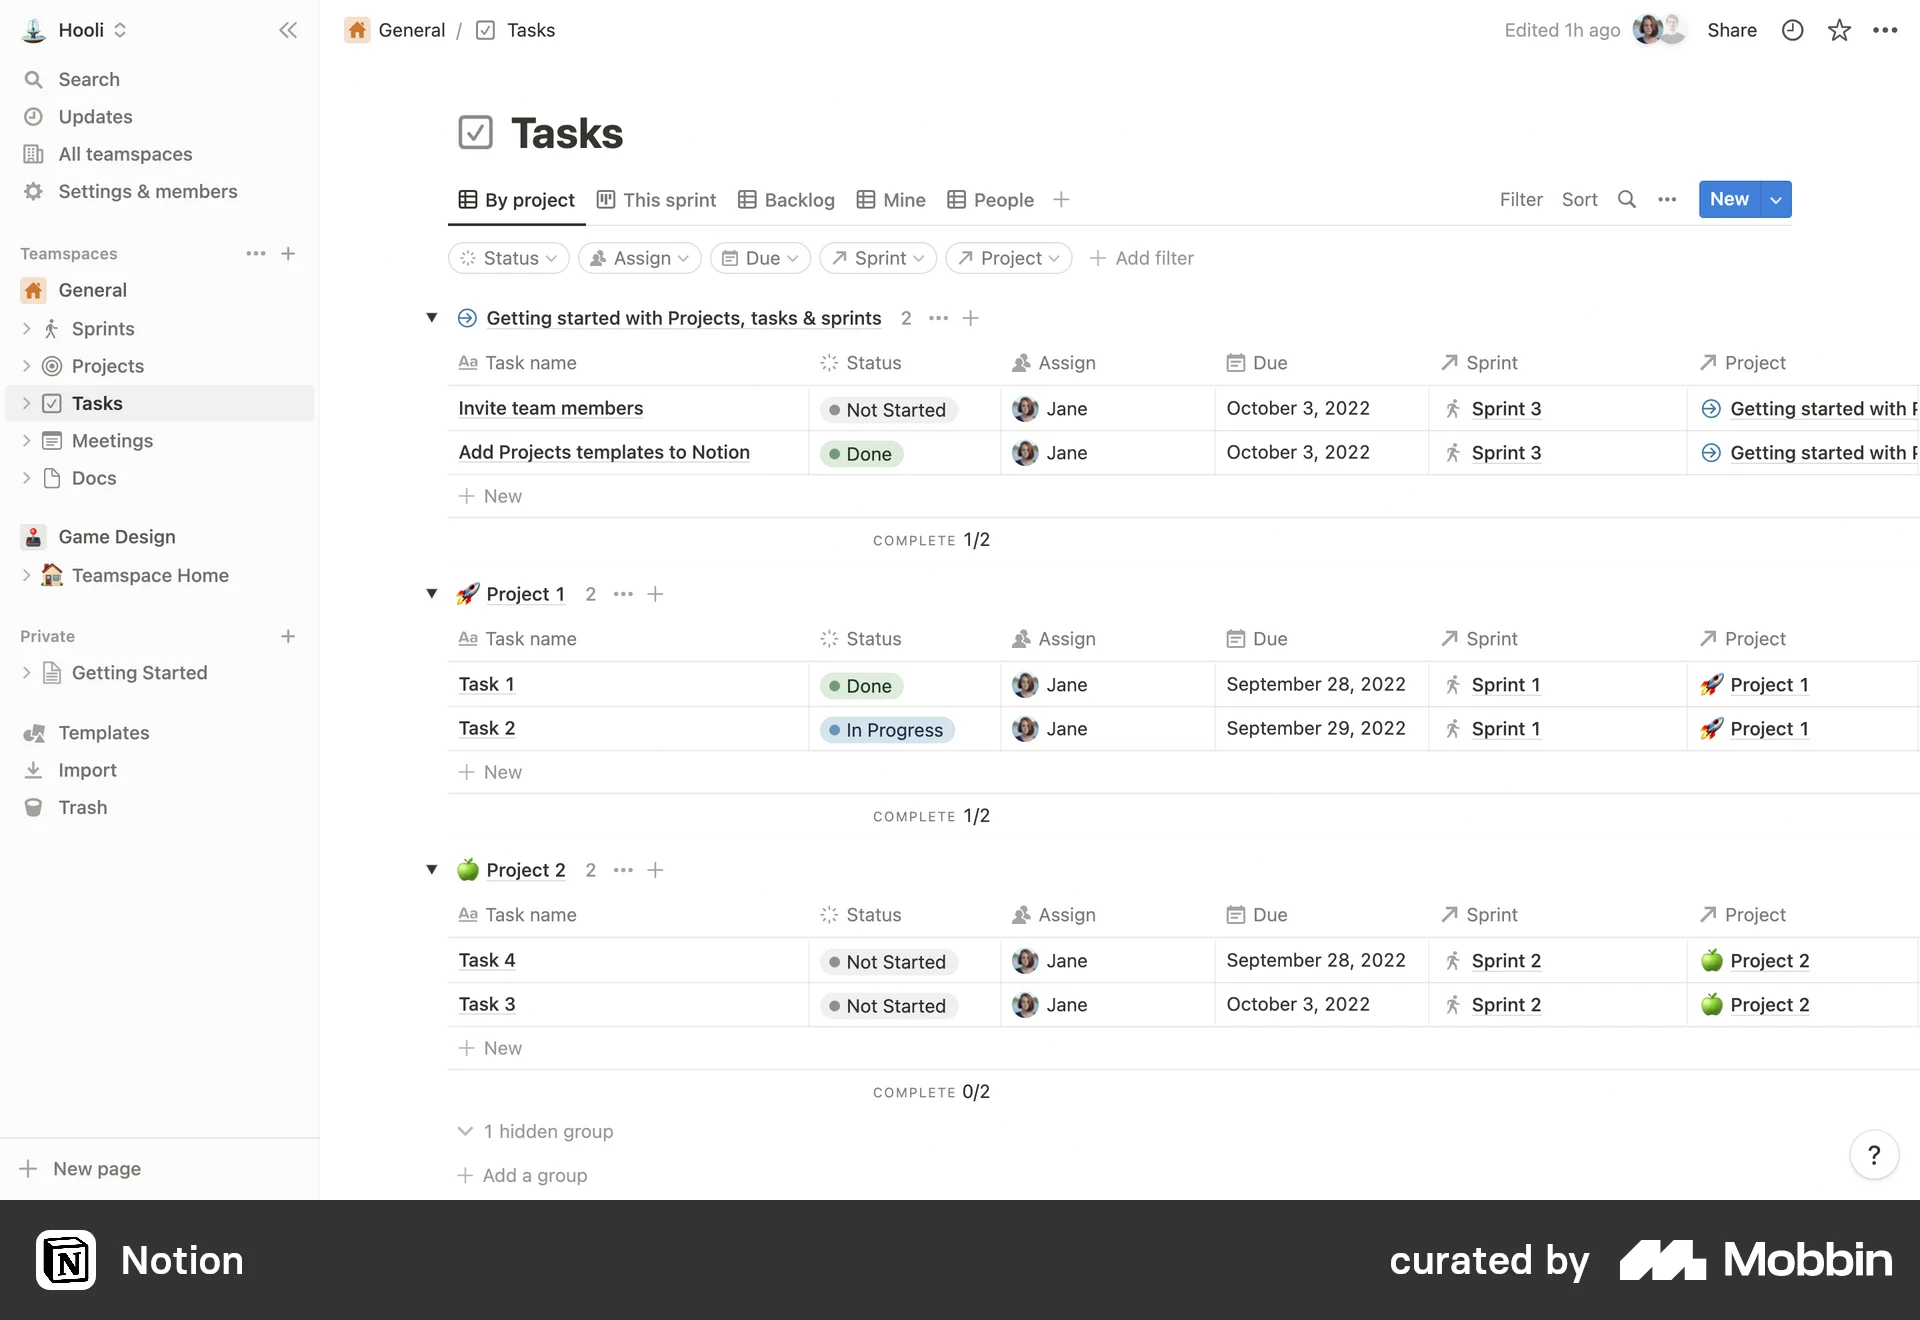 Hooli
Search
Updates
All teamspaces
Settings & members
Teamspaces
General
Sprints
Projects
Tasks
Meetings
Docs
Game Design
Teamspace Home
Private
Getting Started
Templates
Import
Trash
New page
General / Tasks
Edited 1h ago Share
Tasks
By project This sprint Backlog Mine People
Filter Sort New
Status Assign Due Sprint Project Add filter
Getting started with Projects, tasks & sprints 2
Aa Task name Status Assign Due Sprint Project
Invite team members Not Started Jane October 3, 2022 Sprint 3 Getting started with
Add Projects templates to Notion Done Jane October 3, 2022 Sprint 3 Getting started with
New
COMPLETE 1/2
Project 1 2
Aa Task name Status Assign Due Sprint Project
Task 1 Done Jane September 28, 2022 Sprint 1 Project 1
Task 2 In Progress Jane September 29, 2022 Sprint 1 Project 1
New
COMPLETE 1/2
Project 2 2
Aa Task name Status Assign Due Sprint Project
Task 4 Not Started Jane September 28, 2022 Sprint 2 Project 2
Task 3 Not Started Jane October 3, 2022 Sprint 2 Project 2
New
COMPLETE 0/2
1 hidden group
Add a group
?
N Notion
curated by Mobbin